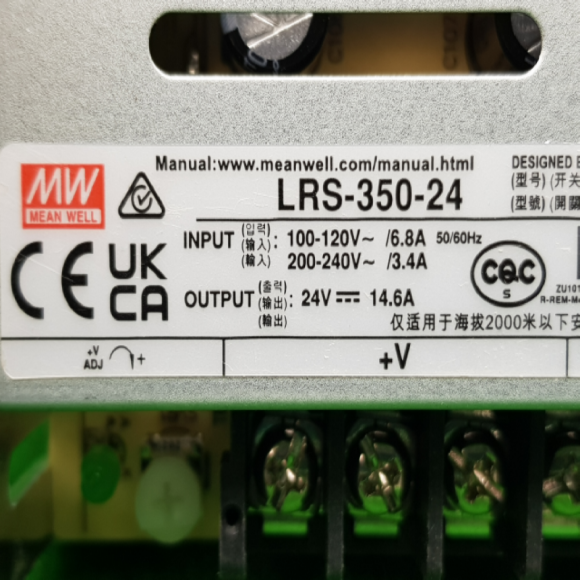 Manual:www.meanwell.com/manual.html
MW
MEAN WELL
LRS-350-24
DESIGNED
(型号)
(型號)
INPUT (입력) (输入) (輸入) : 100-120V~ /6.8A 50/60Hz
200-240V~ /3.4A
CE
UK
CA
CQC
S
OUTPUT (출력) (输出) (輸出) : 24V⎓ 14.6A
仅适用于海拔2000米以下
+V
ADJ
+
+V